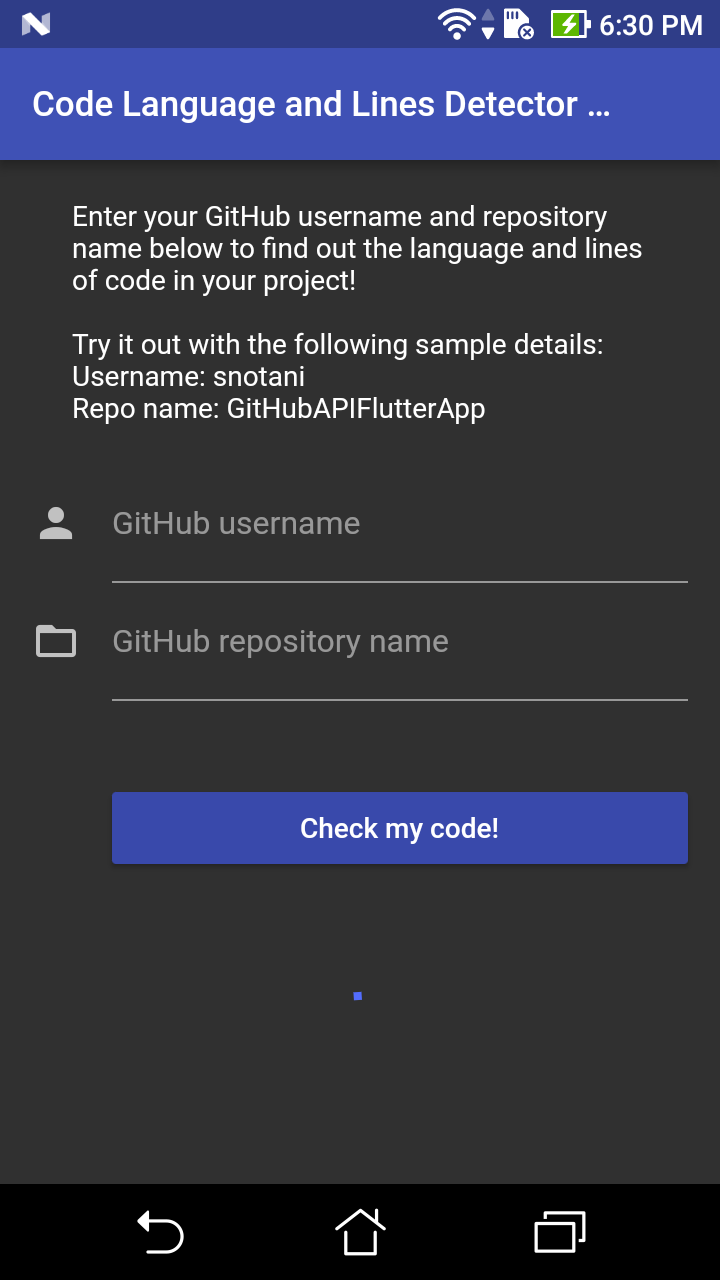 6:30 PM
Code Language and Lines Detector ...
Enter your GitHub username and repository
name below to find out the language and lines
of code in your project!
Try it out with the following sample details:
Username: snotani
Repo name: GitHubAPIFlutterApp
GitHub username
GitHub repository name
Check my code!